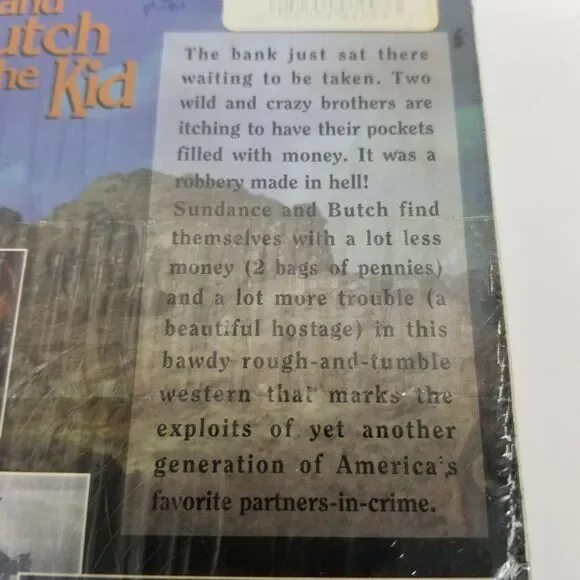 and
utch
he Kid
The bank just sat there
waiting to be taken. Two
wild and crazy brothers are
itching to have their pockets
filled with money. It was a
robbery made in hell!
Sundance and Butch find
themselves with a lot less
money (2 bags of pennies)
and a lot more trouble (a
beautiful hostage) in this
bawdy rough-and-tumble
western that marks the
exploits of yet another
generation of America's
favorite partners-in-crime.